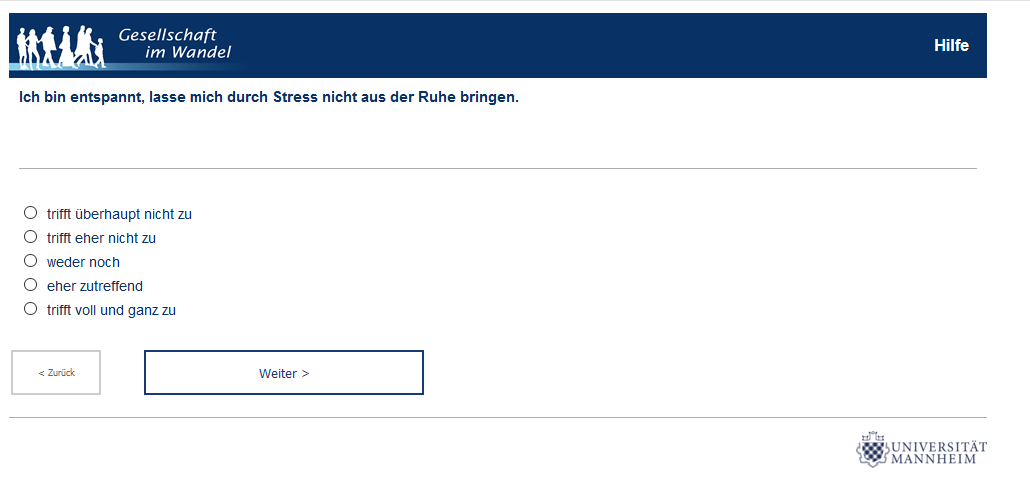 Gesellschaft
im Wandel
Hilfe
Ich bin entspannt, lasse mich durch Stress nicht aus der Ruhe bringen.
trifft überhaupt nicht zu
trifft eher nicht zu
weder noch
eher zutreffend
trifft voll und ganz zu
< Zurück
Weiter >
UNIVERSITÄT
MANNHEIM